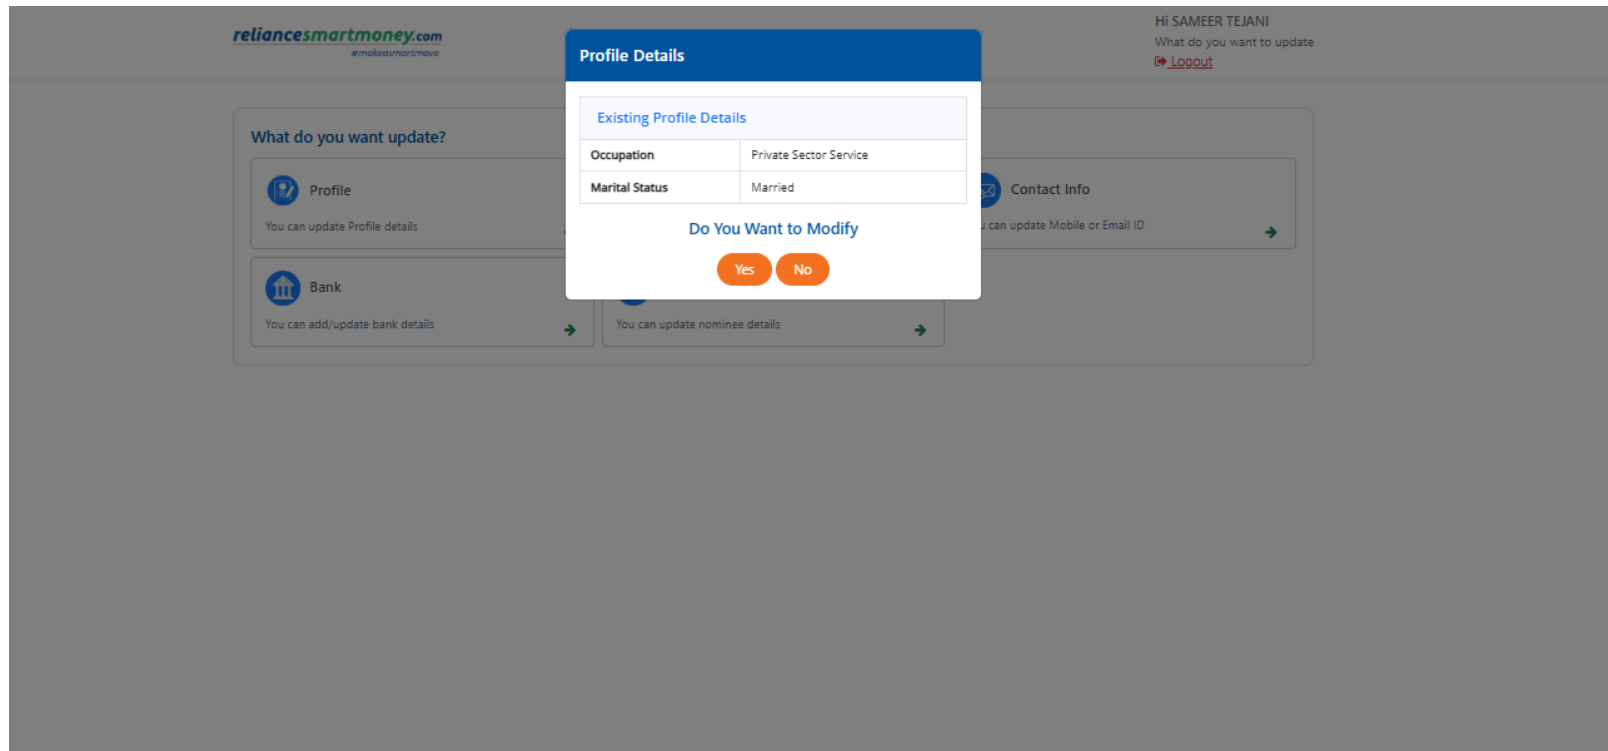 reliancesmartmoney.com
#makeasmartmove
Hi SAMEER TEJANI
What do you want to update
Logout
Profile Details
Existing Profile Details
Occupation Private Sector Service
Marital Status Married
Do You Want to Modify
Yes No
What do you want update?
Profile
You can update Profile details
Contact Info
can update Mobile or Email ID
Bank
You can add/update bank details
You can update nominee details